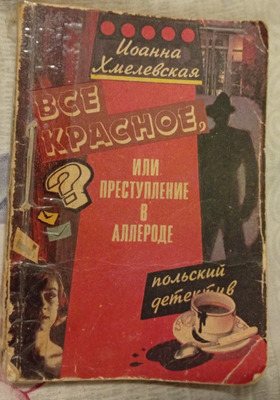 Иоанна
Хмелевская
ВСЕ
КРАСНОЕ,
?
ИЛИ
ПРЕСТУПЛЕНИЕ
В
АЛЛЕРОДЕ
польский
детектив